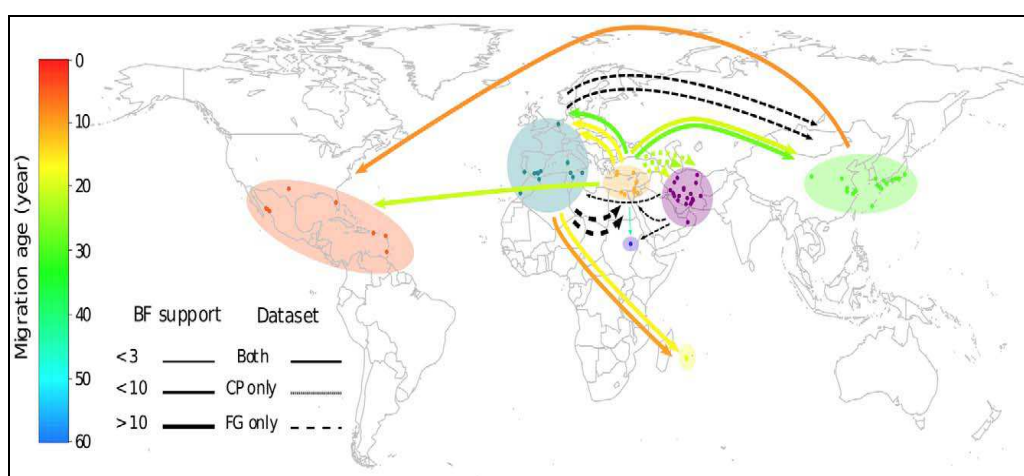 Migration age (year)
0
10
20
30
40
50
60
BF support Dataset
<3 Both
<10 CP only
>10 FG only